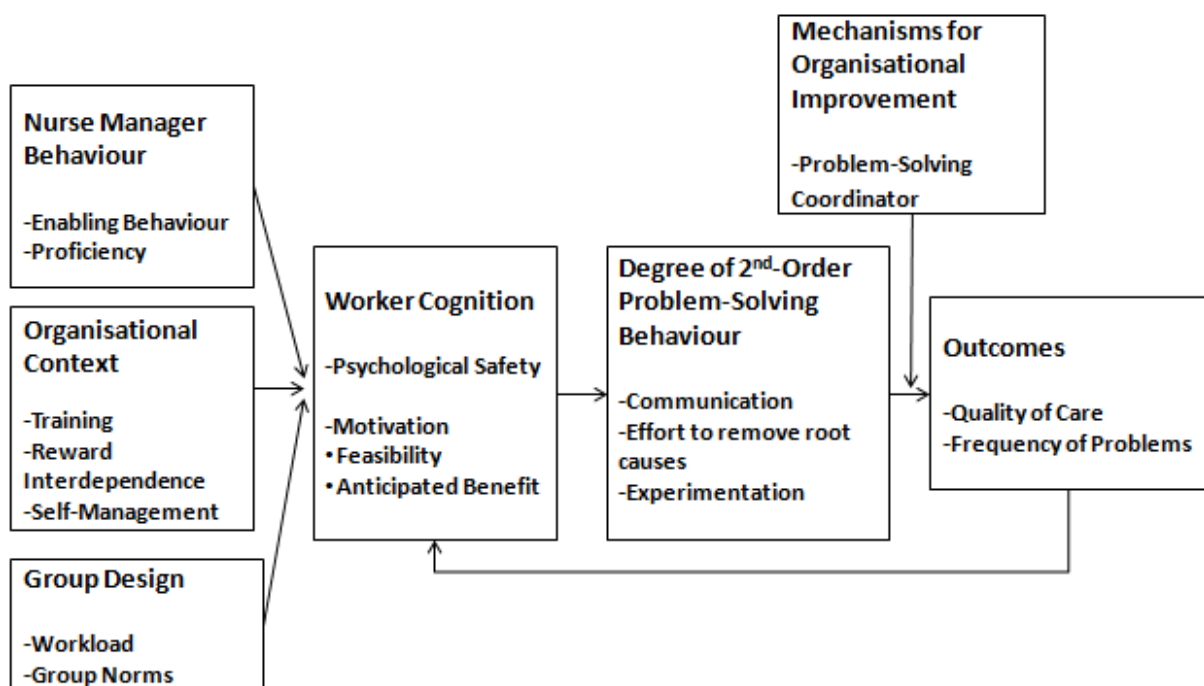 Mechanisms for
Organisational
Improvement
-Problem-Solving
Coordinator
Nurse Manager
Behaviour
-Enabling Behaviour
-Proficiency
Organisational
Context
-Training
-Reward
Interdependence
-Self-Management
Group Design
-Workload
-Group Norms
Worker Cognition
-Psychological Safety
-Motivation
•Feasibility
•Anticipated Benefit
Degree of 2nd-Order
Problem-Solving
Behaviour
-Communication
-Effort to remove root
causes
-Experimentation
Outcomes
-Quality of Care
-Frequency of Problems